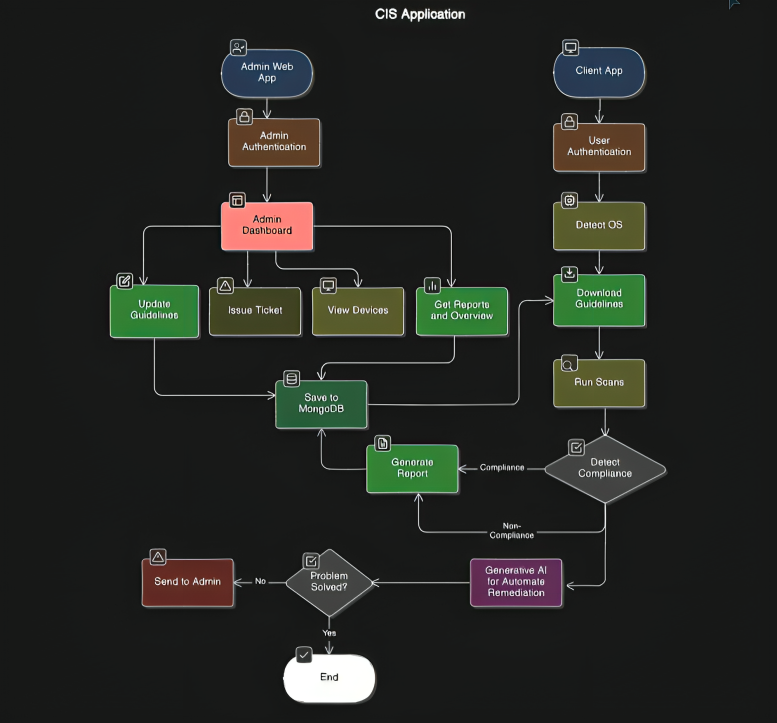 CIS Application
Admin Web
App
Client App
Admin
Authentication
User
Authentication
Admin
Dashboard
Detect OS
Update
Guidelines
Issue Ticket
View Devices
Get Reports
and Overview
Download
Guidelines
Save to
MongoDB
Run Scans
Generate
Report
Compliance
Detect
Compliance
Non-
Compliance
Send to Admin
No
Problem
Solved?
Generative AI
for Automate
Remediation
Yes
End